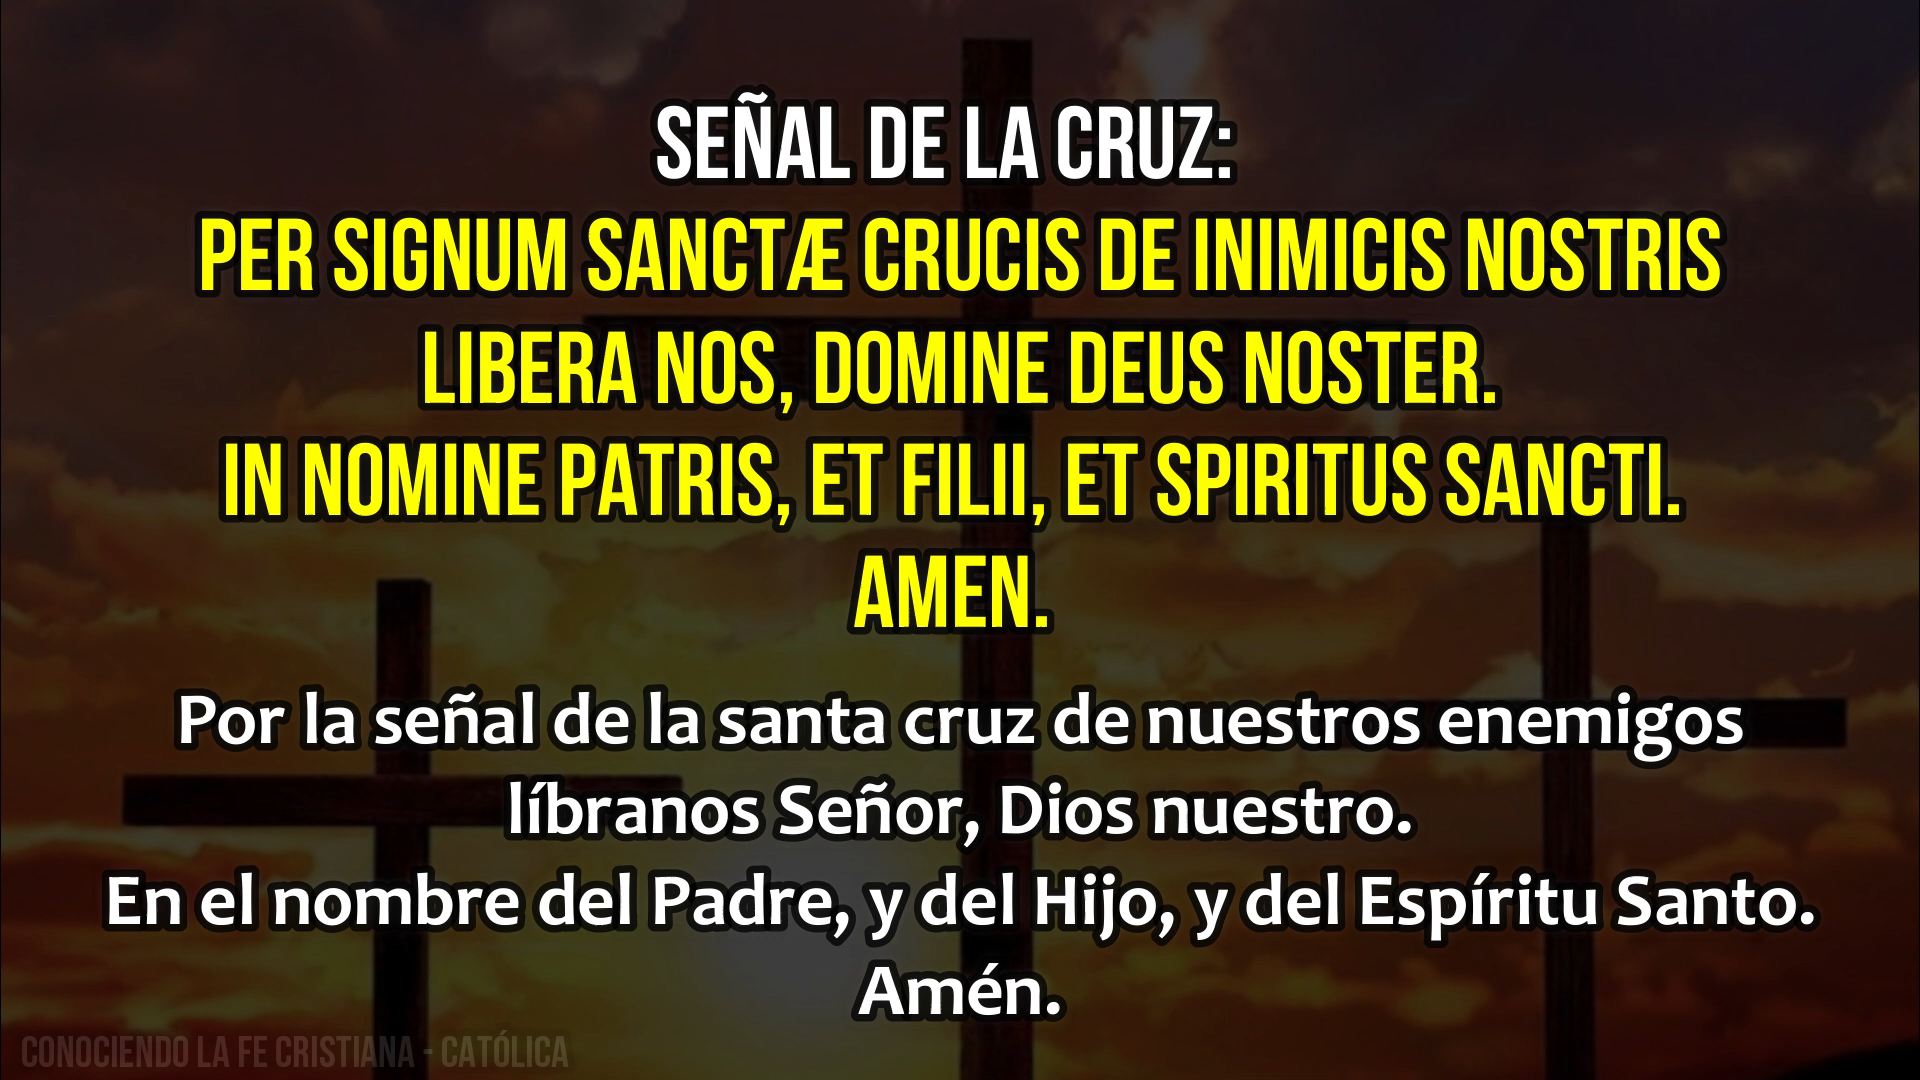 SEÑAL DE LA CRUZ:
PER SIGNUM SANCTÆ CRUCIS DE INIMICIS NOSTRIS
LIBERA NOS, DOMINE DEUS NOSTER.
IN NOMINE PATRIS, ET FILII, ET SPIRITUS SANCTI.
AMEN.
Por la señal de la santa cruz de nuestros enemigos
líbranos Señor, Dios nuestro.
En el nombre del Padre, y del Hijo, y del Espíritu Santo.
Amén.
CONOCIENDO LA FE CRISTIANA - CATÓLICA